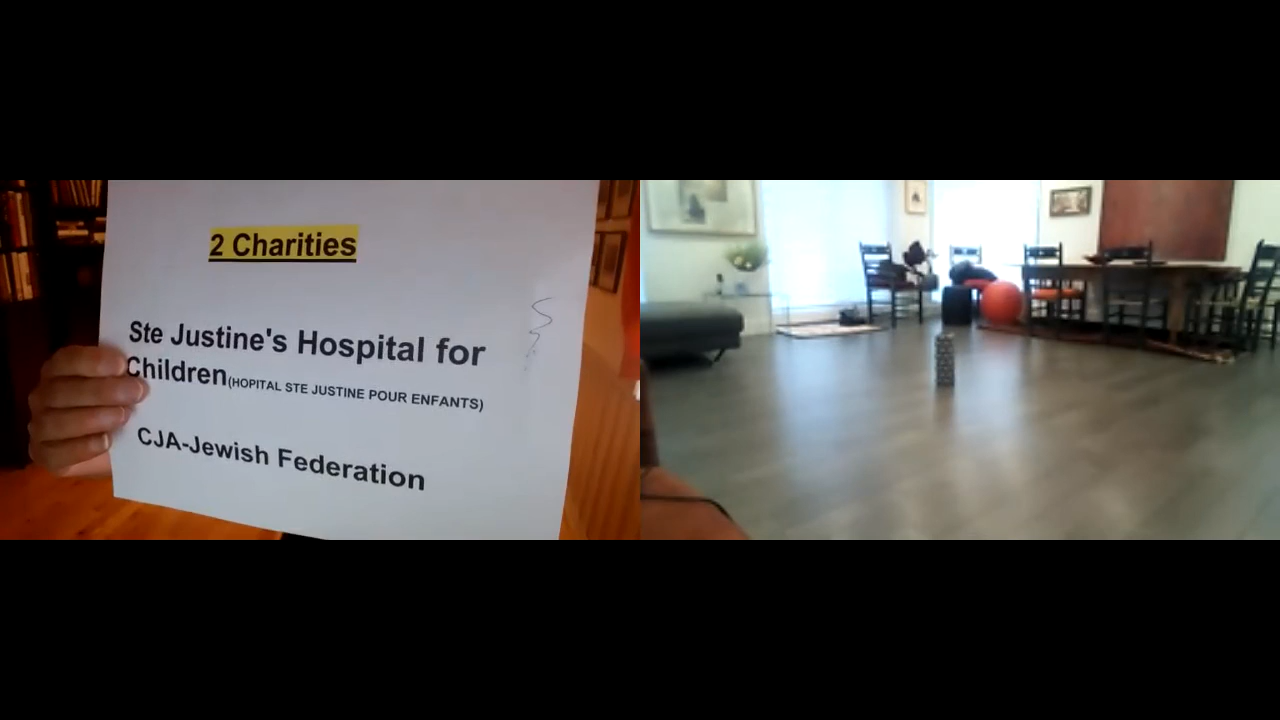 2 Charities
Ste Justine's Hospital for
Children(HOPITAL STE JUSTINE POUR ENFANTS)
CJA-Jewish Federation